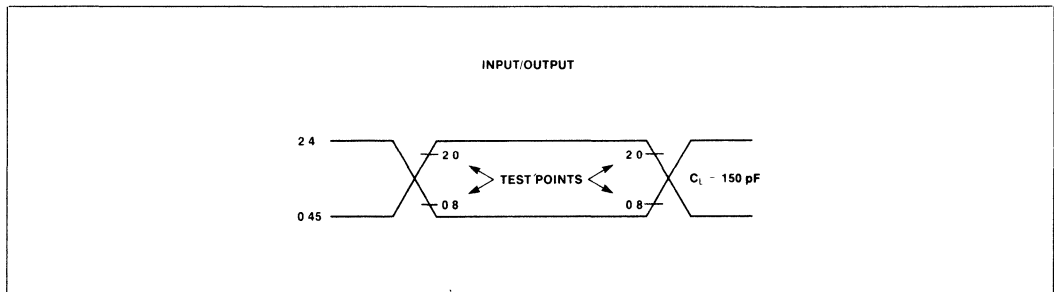 INPUT/OUTPUT
2 4
2 0
2 0
TEST POINTS
C_L - 150 pF
0 8
0 8
0 45